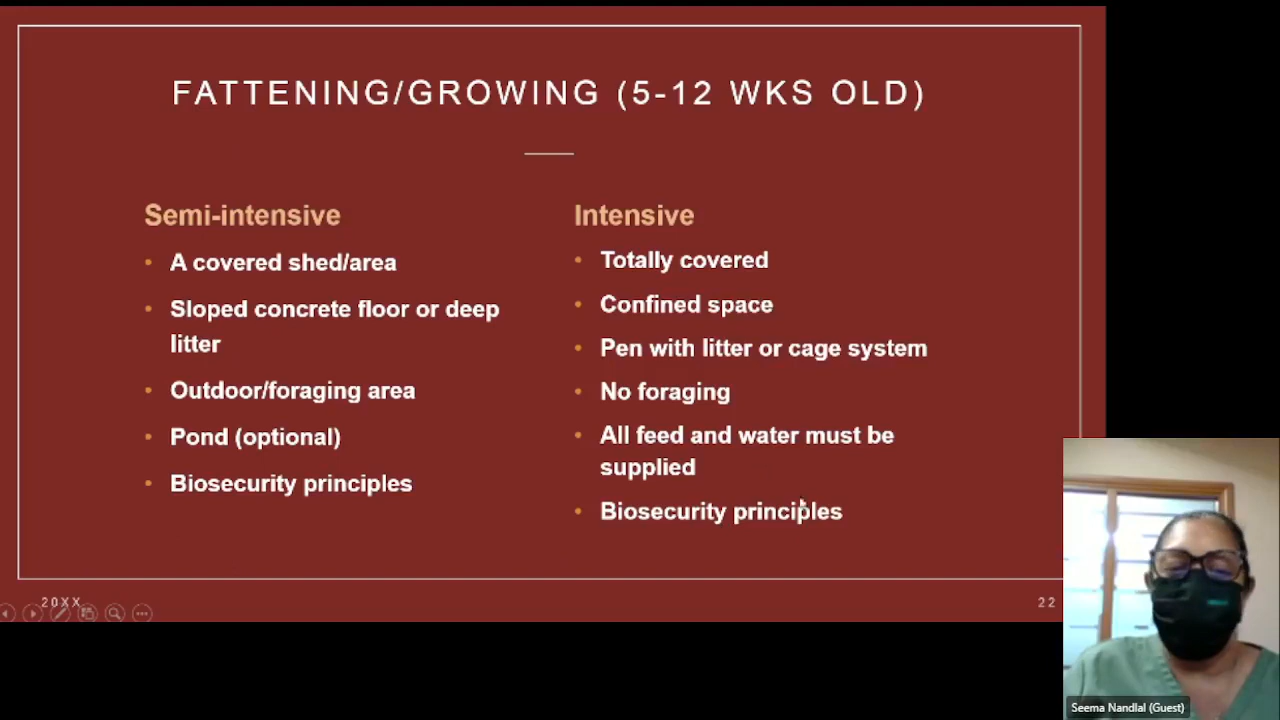 FATTENING/GROWING (5-12 WKS OLD)
Semi-intensive
• A covered shed/area
• Sloped concrete floor or deep
litter
• Outdoor/foraging area
• Pond (optional)
• Biosecurity principles
Intensive
• Totally covered
• Confined space
• Pen with litter or cage system
• No foraging
• All feed and water must be
supplied
• Biosecurity principles
20XX
22
Seema Nandlal (Guest)